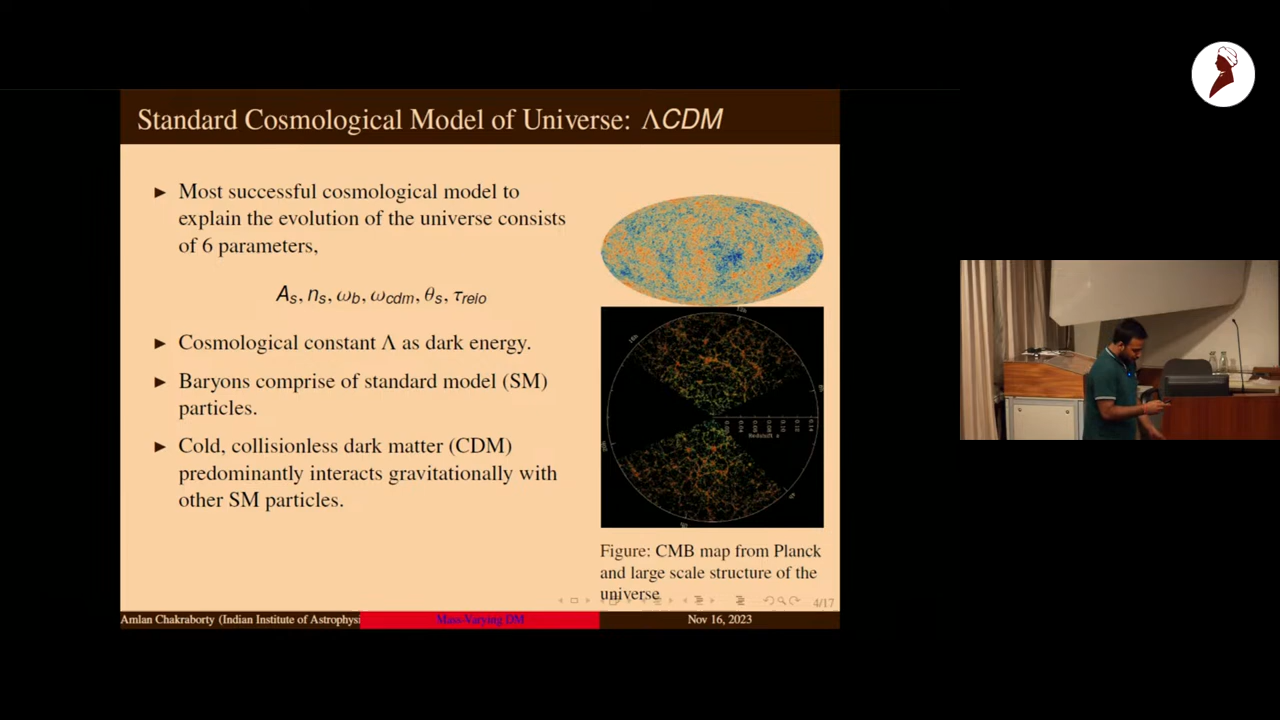 Standard Cosmological Model of Universe: ΛCDM
► Most successful cosmological model to
explain the evolution of the universe consists
of 6 parameters,
A_s, n_s, ω_b, ω_cdm, θ_s, τ_reio
► Cosmological constant Λ as dark energy.
► Baryons comprise of standard model (SM)
particles.
► Cold, collisionless dark matter (CDM)
predominantly interacts gravitationally with
other SM particles.
Redshift z
Figure: CMB map from Planck
and large scale structure of the
universe
4/17
Amlan Chakraborty (Indian Institute of Astrophysi
Mass-Varying DM
Nov 16, 2023